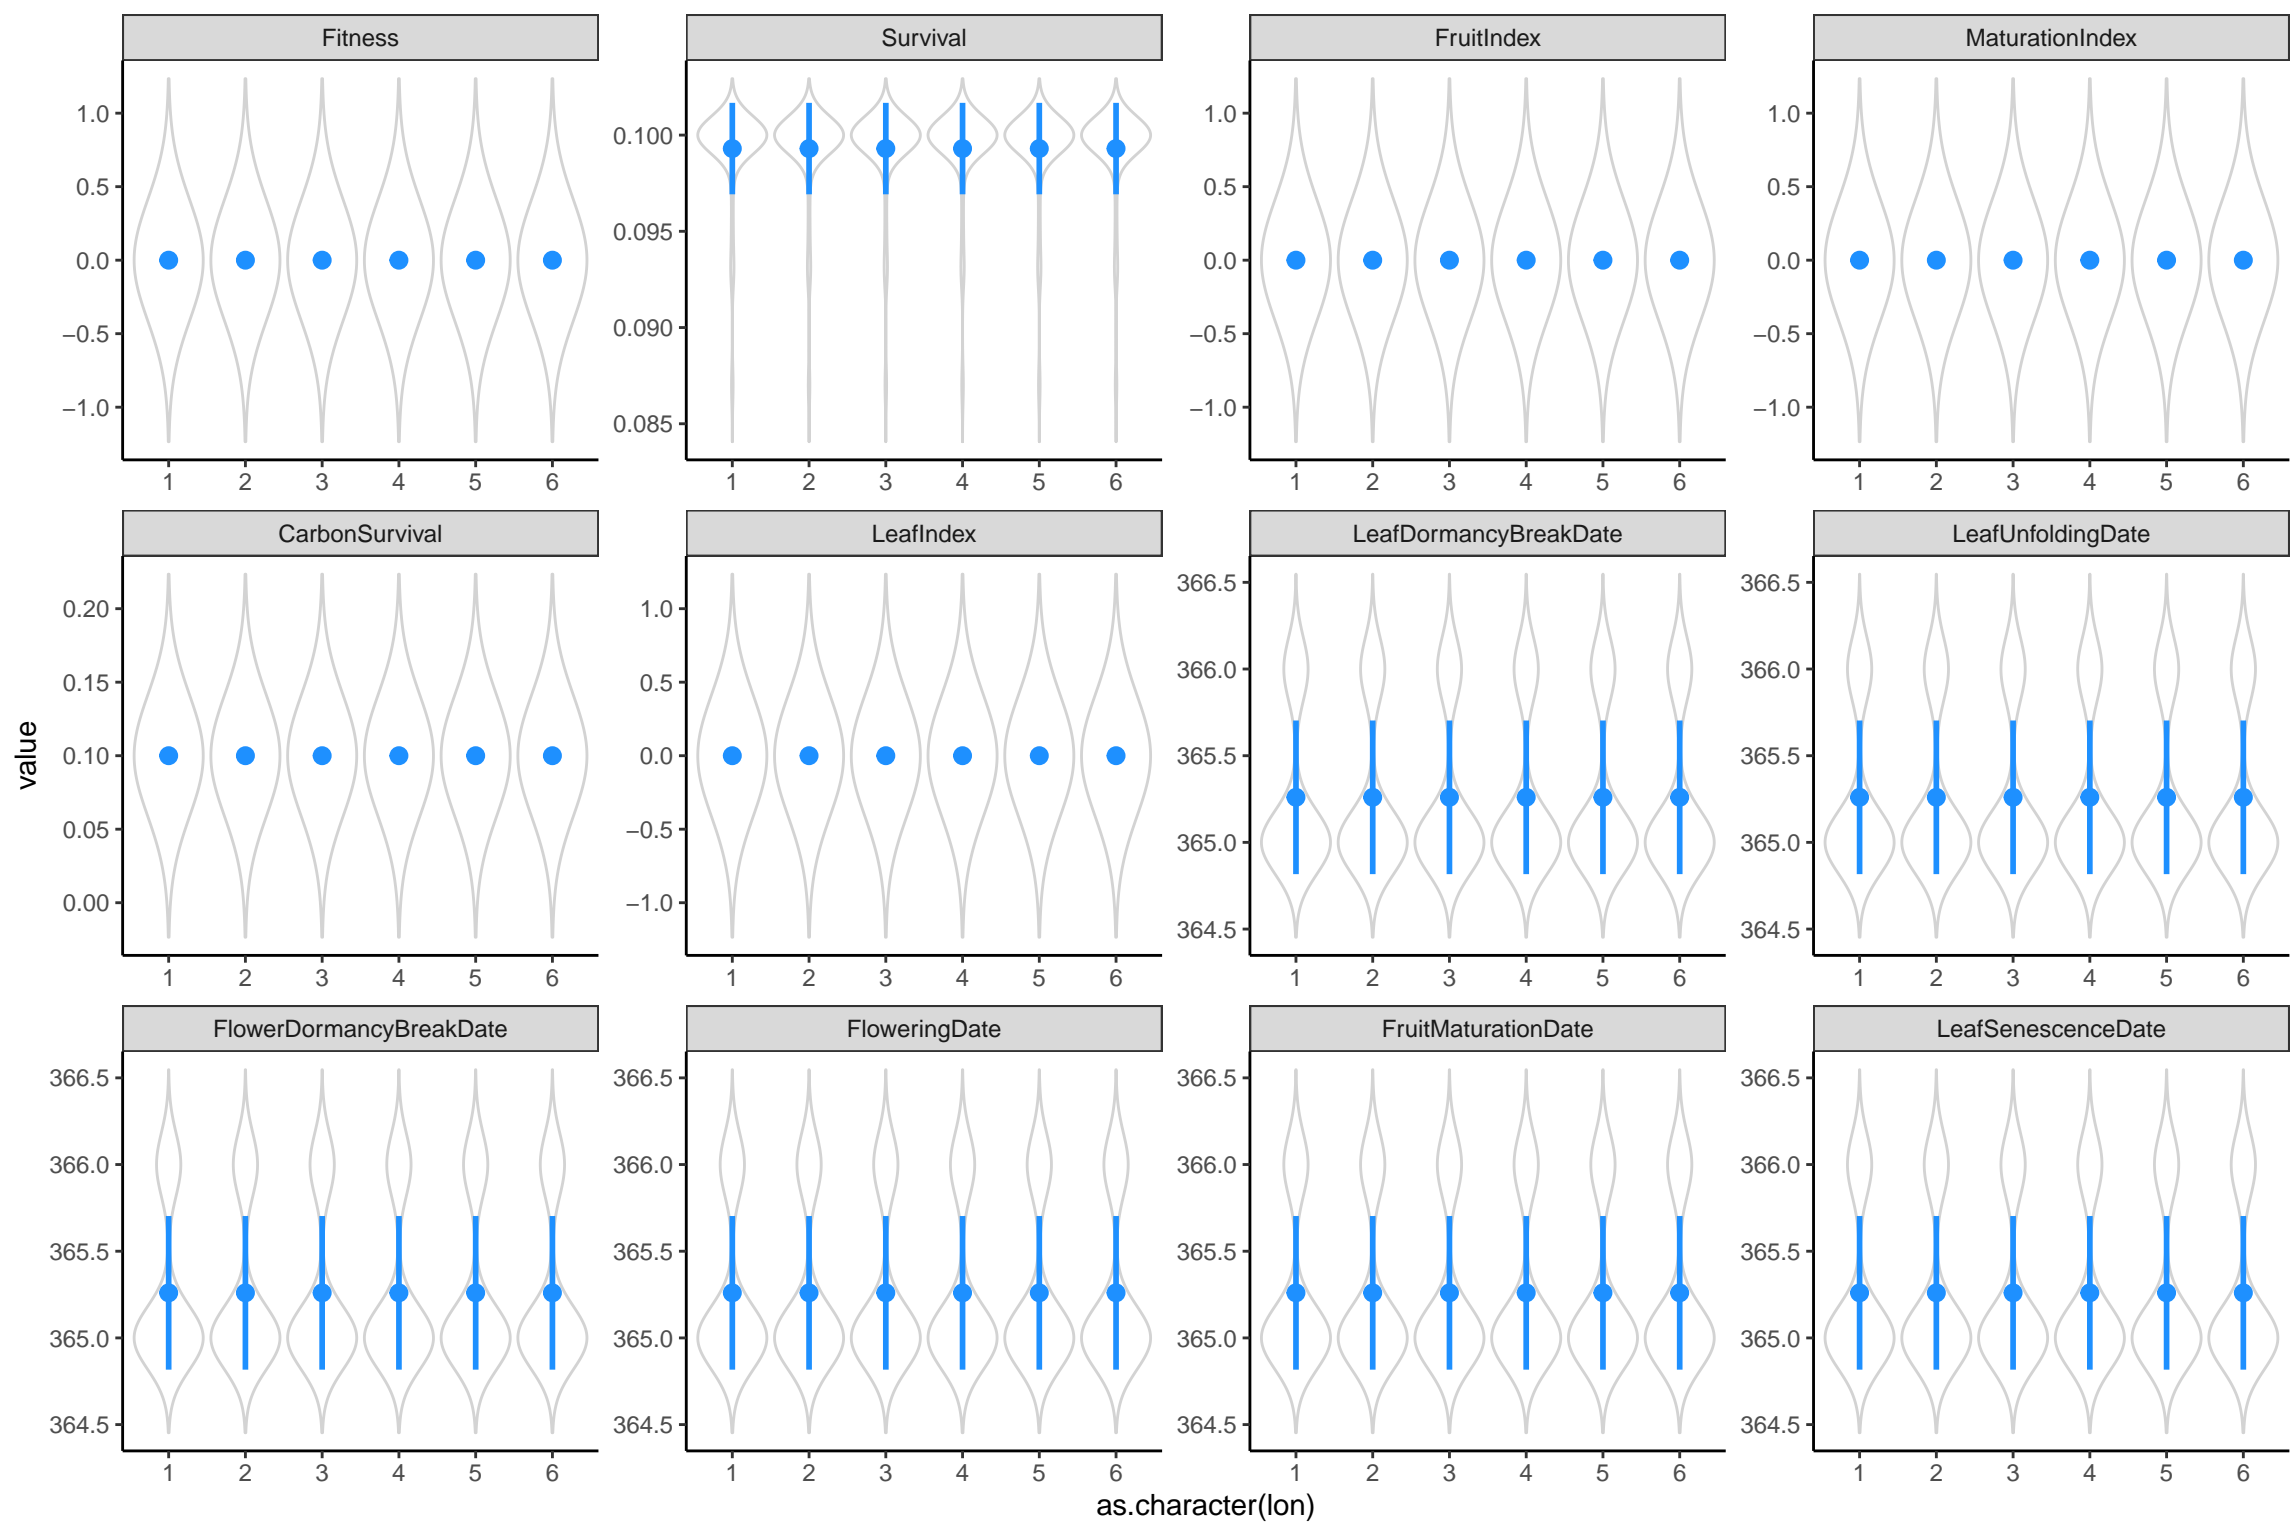 Fitness Survival FruitIndex MaturationIndex
1.0 0.5 0.0 −0.5 −1.0
0.100 0.095 0.090 0.085
1.0 0.5 0.0 −0.5 −1.0
1.0 0.5 0.0 −0.5 −1.0
1 2 3 4 5 6 1 2 3 4 5 6 1 2 3 4 5 6 1 2 3 4 5 6
CarbonSurvival LeafIndex LeafDormancyBreakDate LeafUnfoldingDate
0.20 0.15 0.10 0.05 0.00
1.0 0.5 0.0 −0.5 −1.0
366.5 366.0 365.5 365.0 364.5
366.5 366.0 365.5 365.0 364.5
1 2 3 4 5 6 1 2 3 4 5 6 1 2 3 4 5 6 1 2 3 4 5 6
value
FlowerDormancyBreakDate FloweringDate FruitMaturationDate LeafSenescenceDate
366.5 366.0 365.5 365.0 364.5
366.5 366.0 365.5 365.0 364.5
366.5 366.0 365.5 365.0 364.5
366.5 366.0 365.5 365.0 364.5
1 2 3 4 5 6 1 2 3 4 5 6 1 2 3 4 5 6 1 2 3 4 5 6
as.character(lon)